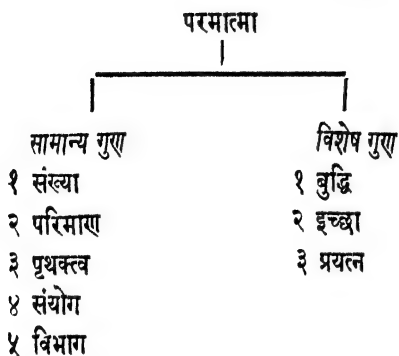 परमात्मा
सामान्य गुण
१ संख्या
२ परिमाण
३ पृथक्त्व
४ संयोग
५ विभाग
विशेष गुण
१ बुद्धि
२ इच्छा
३ प्रयत्न